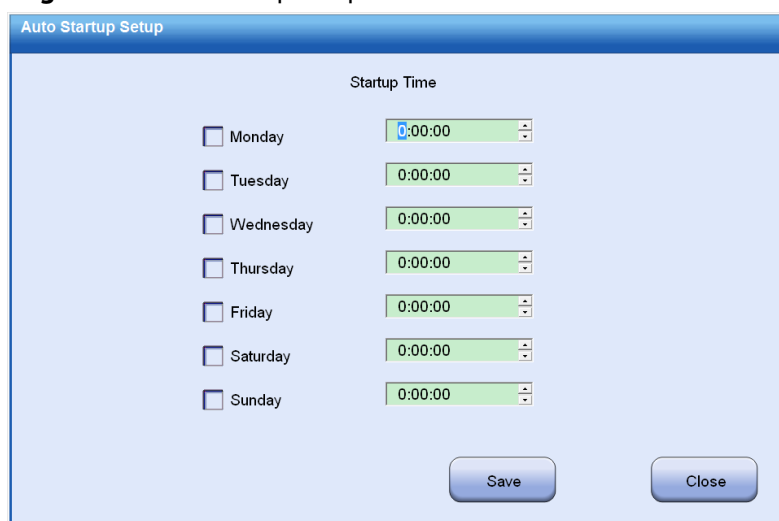 Auto Startup Setup
Startup Time
Monday 0:00:00
Tuesday 0:00:00
Wednesday 0:00:00
Thursday 0:00:00
Friday 0:00:00
Saturday 0:00:00
Sunday 0:00:00
Save Close